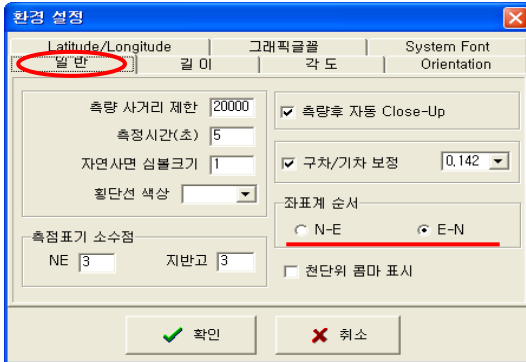 환경 설정
Latitude/Longitude
그래픽글꼴
System Font
일 반
길 이
각 도
Orientation
측량 사거리 제한 20000
측정시간(초) 5
자연사면 심볼크기 1
횡단선 색상
측점표기 소수점
NE 3
지반고 3
측량후 자동 Close-Up
구차/기차 보정 0,142
좌표계 순서
N-E
E-N
천단위 콤마 표시
확인
취소